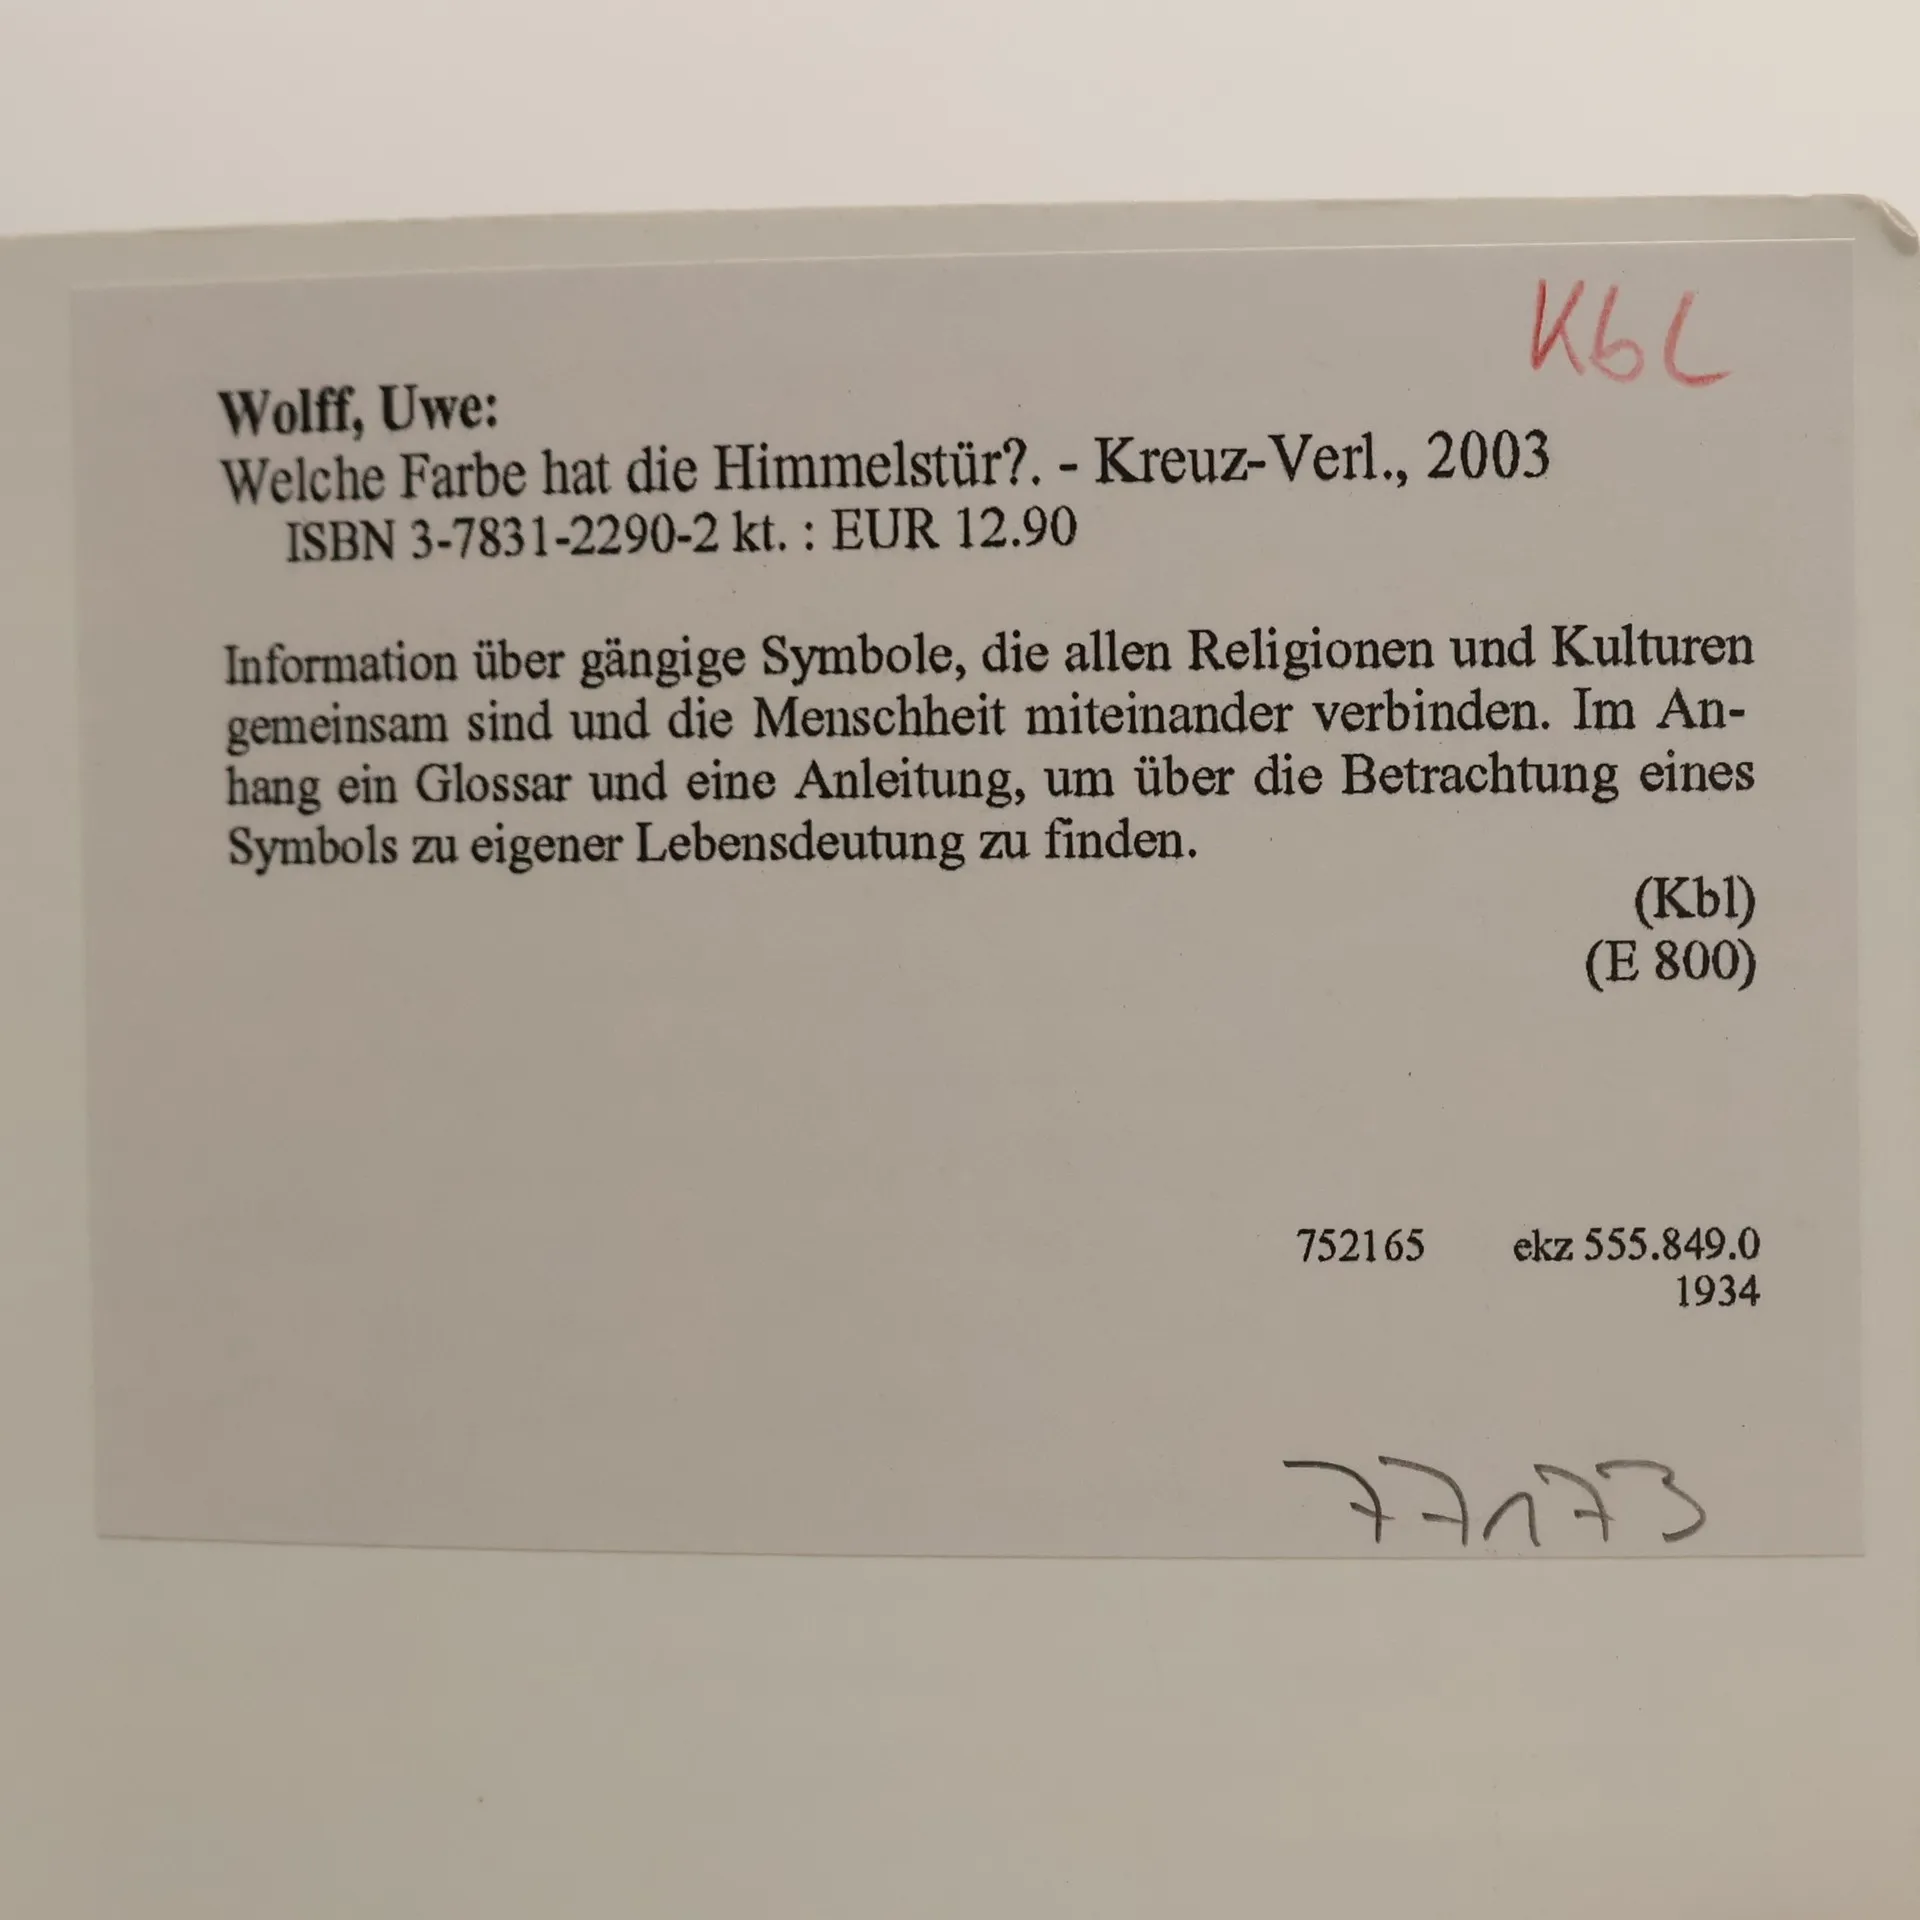 Kbl
Wolff, Uwe:
Welche Farbe hat die Himmelstür?. - Kreuz-Verl., 2003
ISBN 3-7831-2290-2 kt. : EUR 12.90
Information über gängige Symbole, die allen Religionen und Kulturen
gemeinsam sind und die Menschheit miteinander verbinden. Im An-
hang ein Glossar und eine Anleitung, um über die Betrachtung eines
Symbols zu eigener Lebensdeutung zu finden.
(Kbl)
(E 800)
752165 ekz 555.849.0
1934
77173